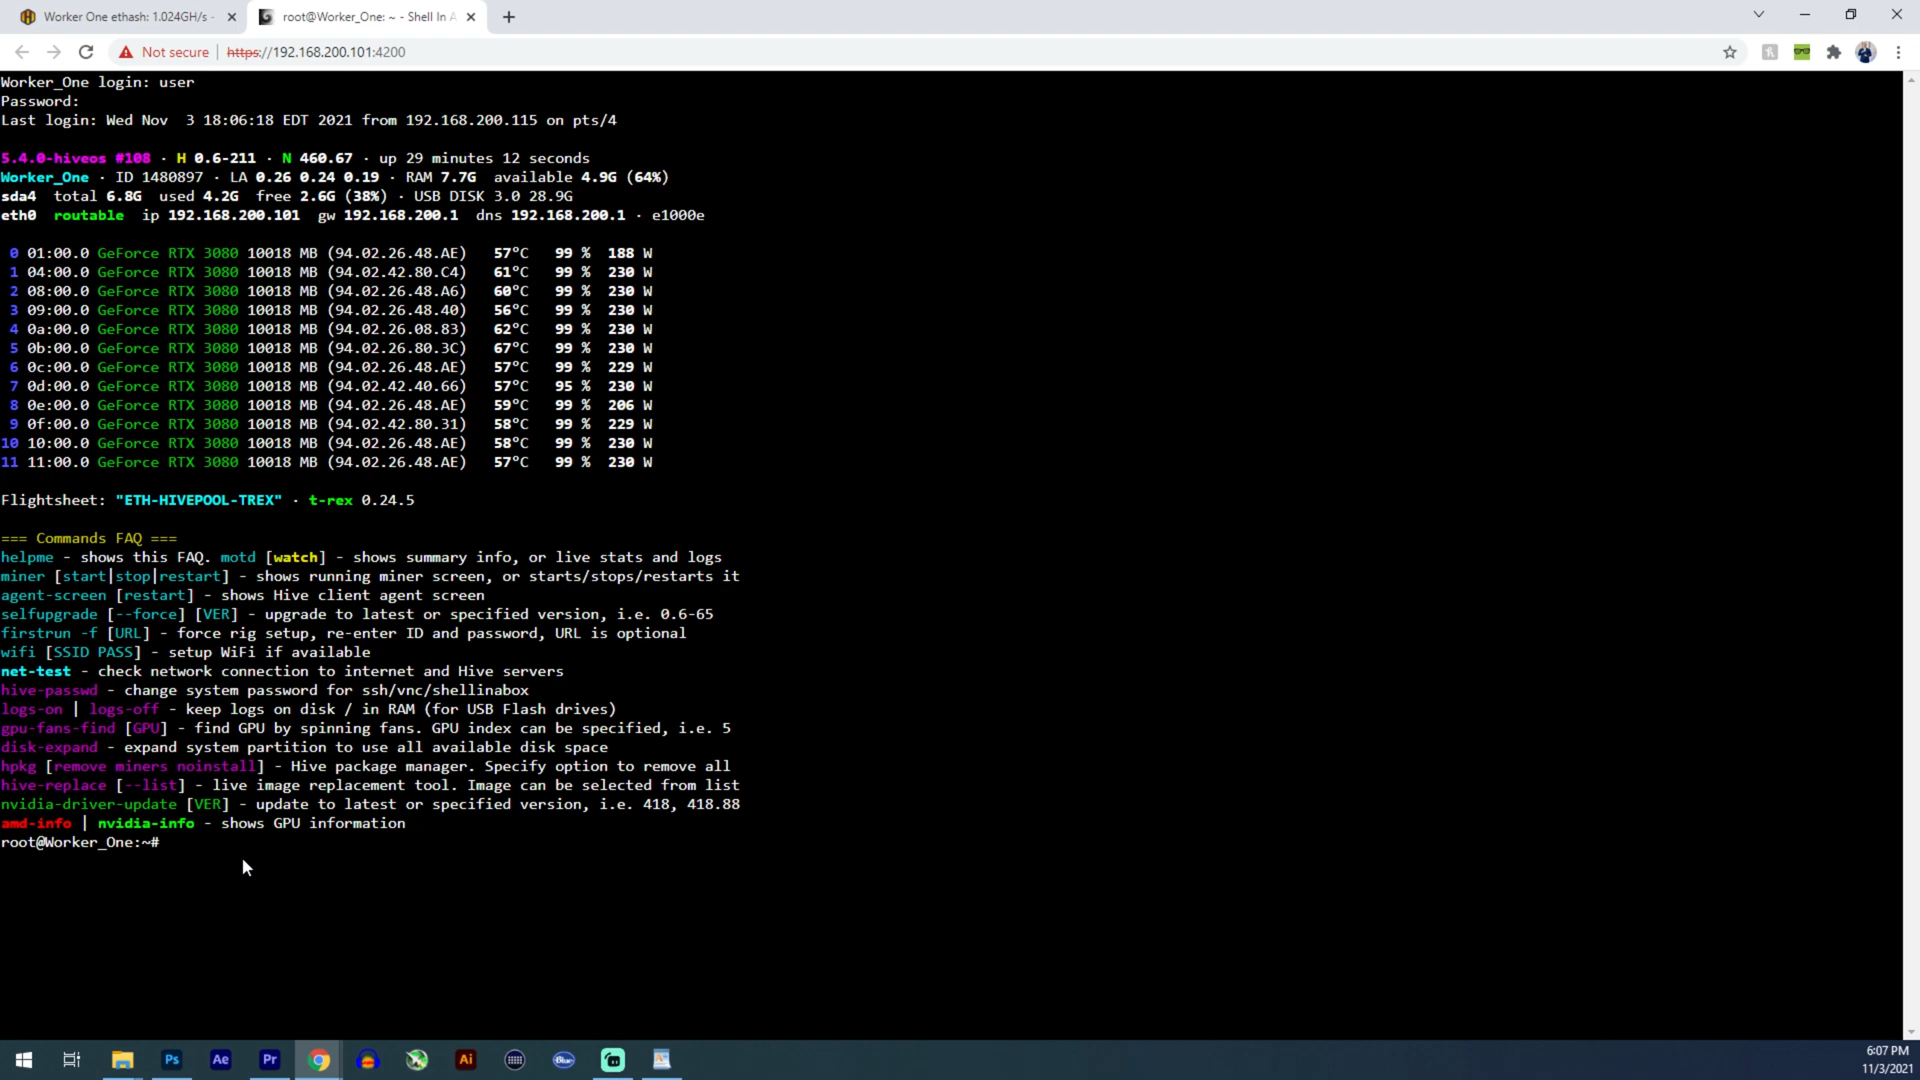 Worker One ethash: 1.024GH/s -
root@Worker_One: ~ - Shell In A
Not secure
https://192.168.200.101:4200
Worker_One login: user
Password:
Last login: Wed Nov  3 18:06:18 EDT 2021 from 192.168.200.115 on pts/4
5.4.0-hiveos #108 · H 0.6-211 · N 460.67 · up 29 minutes 12 seconds
Worker_One · ID 1480897 · LA 0.26 0.24 0.19 · RAM 7.7G  available 4.9G (64%)
sda4  total 6.8G  used 4.2G  free 2.6G (38%) · USB DISK 3.0 28.9G
eth0  routable  ip 192.168.200.101  gw 192.168.200.1  dns 192.168.200.1 · e1000e
0 01:00.0 GeForce RTX 3080 10018 MB (94.02.26.48.AE)   57°C   99 %  188 W
1 04:00.0 GeForce RTX 3080 10018 MB (94.02.42.80.C4)   61°C   99 %  230 W
2 08:00.0 GeForce RTX 3080 10018 MB (94.02.26.48.A6)   60°C   99 %  230 W
3 09:00.0 GeForce RTX 3080 10018 MB (94.02.26.48.40)   56°C   99 %  230 W
4 0a:00.0 GeForce RTX 3080 10018 MB (94.02.26.08.83)   62°C   99 %  230 W
5 0b:00.0 GeForce RTX 3080 10018 MB (94.02.26.80.3C)   67°C   99 %  230 W
6 0c:00.0 GeForce RTX 3080 10018 MB (94.02.26.48.AE)   57°C   99 %  229 W
7 0d:00.0 GeForce RTX 3080 10018 MB (94.02.42.40.66)   57°C   95 %  230 W
8 0e:00.0 GeForce RTX 3080 10018 MB (94.02.26.48.AE)   59°C   99 %  206 W
9 0f:00.0 GeForce RTX 3080 10018 MB (94.02.42.80.31)   58°C   99 %  229 W
10 10:00.0 GeForce RTX 3080 10018 MB (94.02.26.48.AE)   58°C   99 %  230 W
11 11:00.0 GeForce RTX 3080 10018 MB (94.02.26.48.AE)   57°C   99 %  230 W
Flightsheet: "ETH-HIVEPOOL-TREX" · t-rex 0.24.5
=== Commands FAQ ===
helpme - shows this FAQ. motd [watch] - shows summary info, or live stats and logs
miner [start|stop|restart] - shows running miner screen, or starts/stops/restarts it
agent-screen [restart] - shows Hive client agent screen
selfupgrade [--force] [VER] - upgrade to latest or specified version, i.e. 0.6-65
firstrun -f [URL] - force rig setup, re-enter ID and password, URL is optional
wifi [SSID PASS] - setup WiFi if available
net-test - check network connection to internet and Hive servers
hive-passwd - change system password for ssh/vnc/shellinabox
logs-on | logs-off - keep logs on disk / in RAM (for USB Flash drives)
gpu-fans-find [GPU] - find GPU by spinning fans. GPU index can be specified, i.e. 5
disk-expand - expand system partition to use all available disk space
hpkg [remove miners noinstall] - Hive package manager. Specify option to remove all
hive-replace [--list] - live image replacement tool. Image can be selected from list
nvidia-driver-update [VER] - update to latest or specified version, i.e. 418, 418.88
amd-info | nvidia-info - shows GPU information
root@Worker_One:~#
Ps
Ae
Pr
Ai
Blue
6:07 PM
11/3/2021